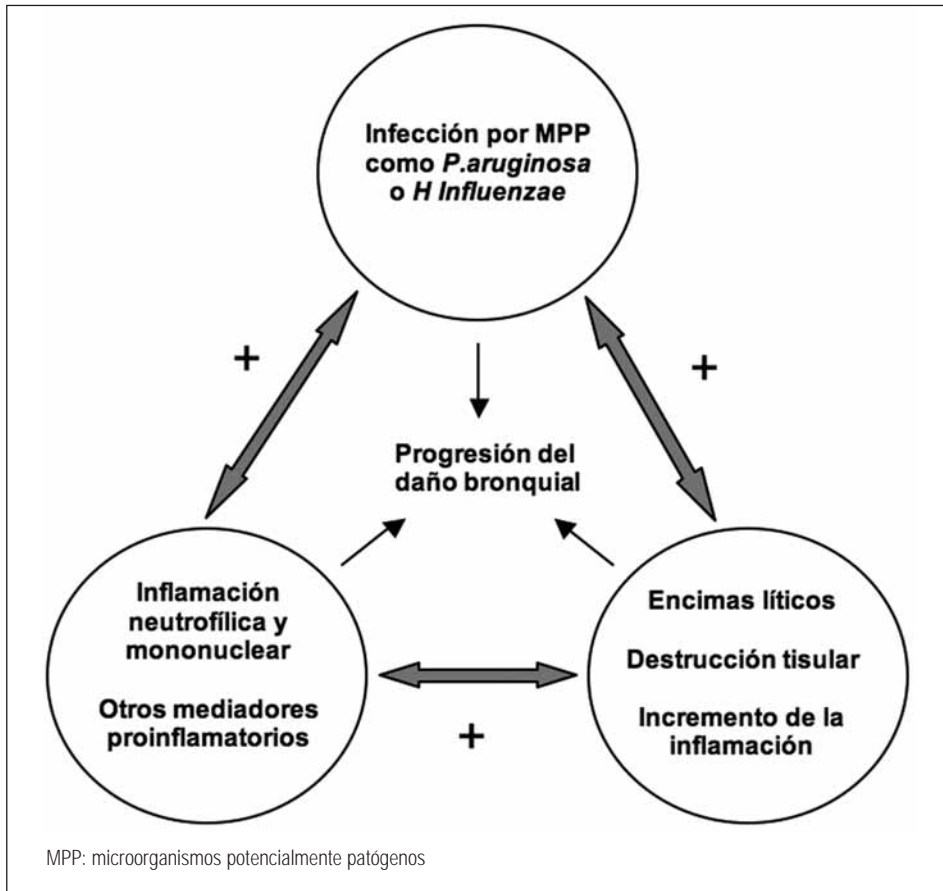 Infección por MPP
como P.aruginosa
o H Influenzae
+
+
Progresión del
daño bronquial
Inflamación
neutrofílica y
mononuclear
Otros mediadores
proinflamatorios
Encimas líticos
Destrucción tisular
Incremento de la
inflamación
+
MPP: microorganismos potencialmente patógenos